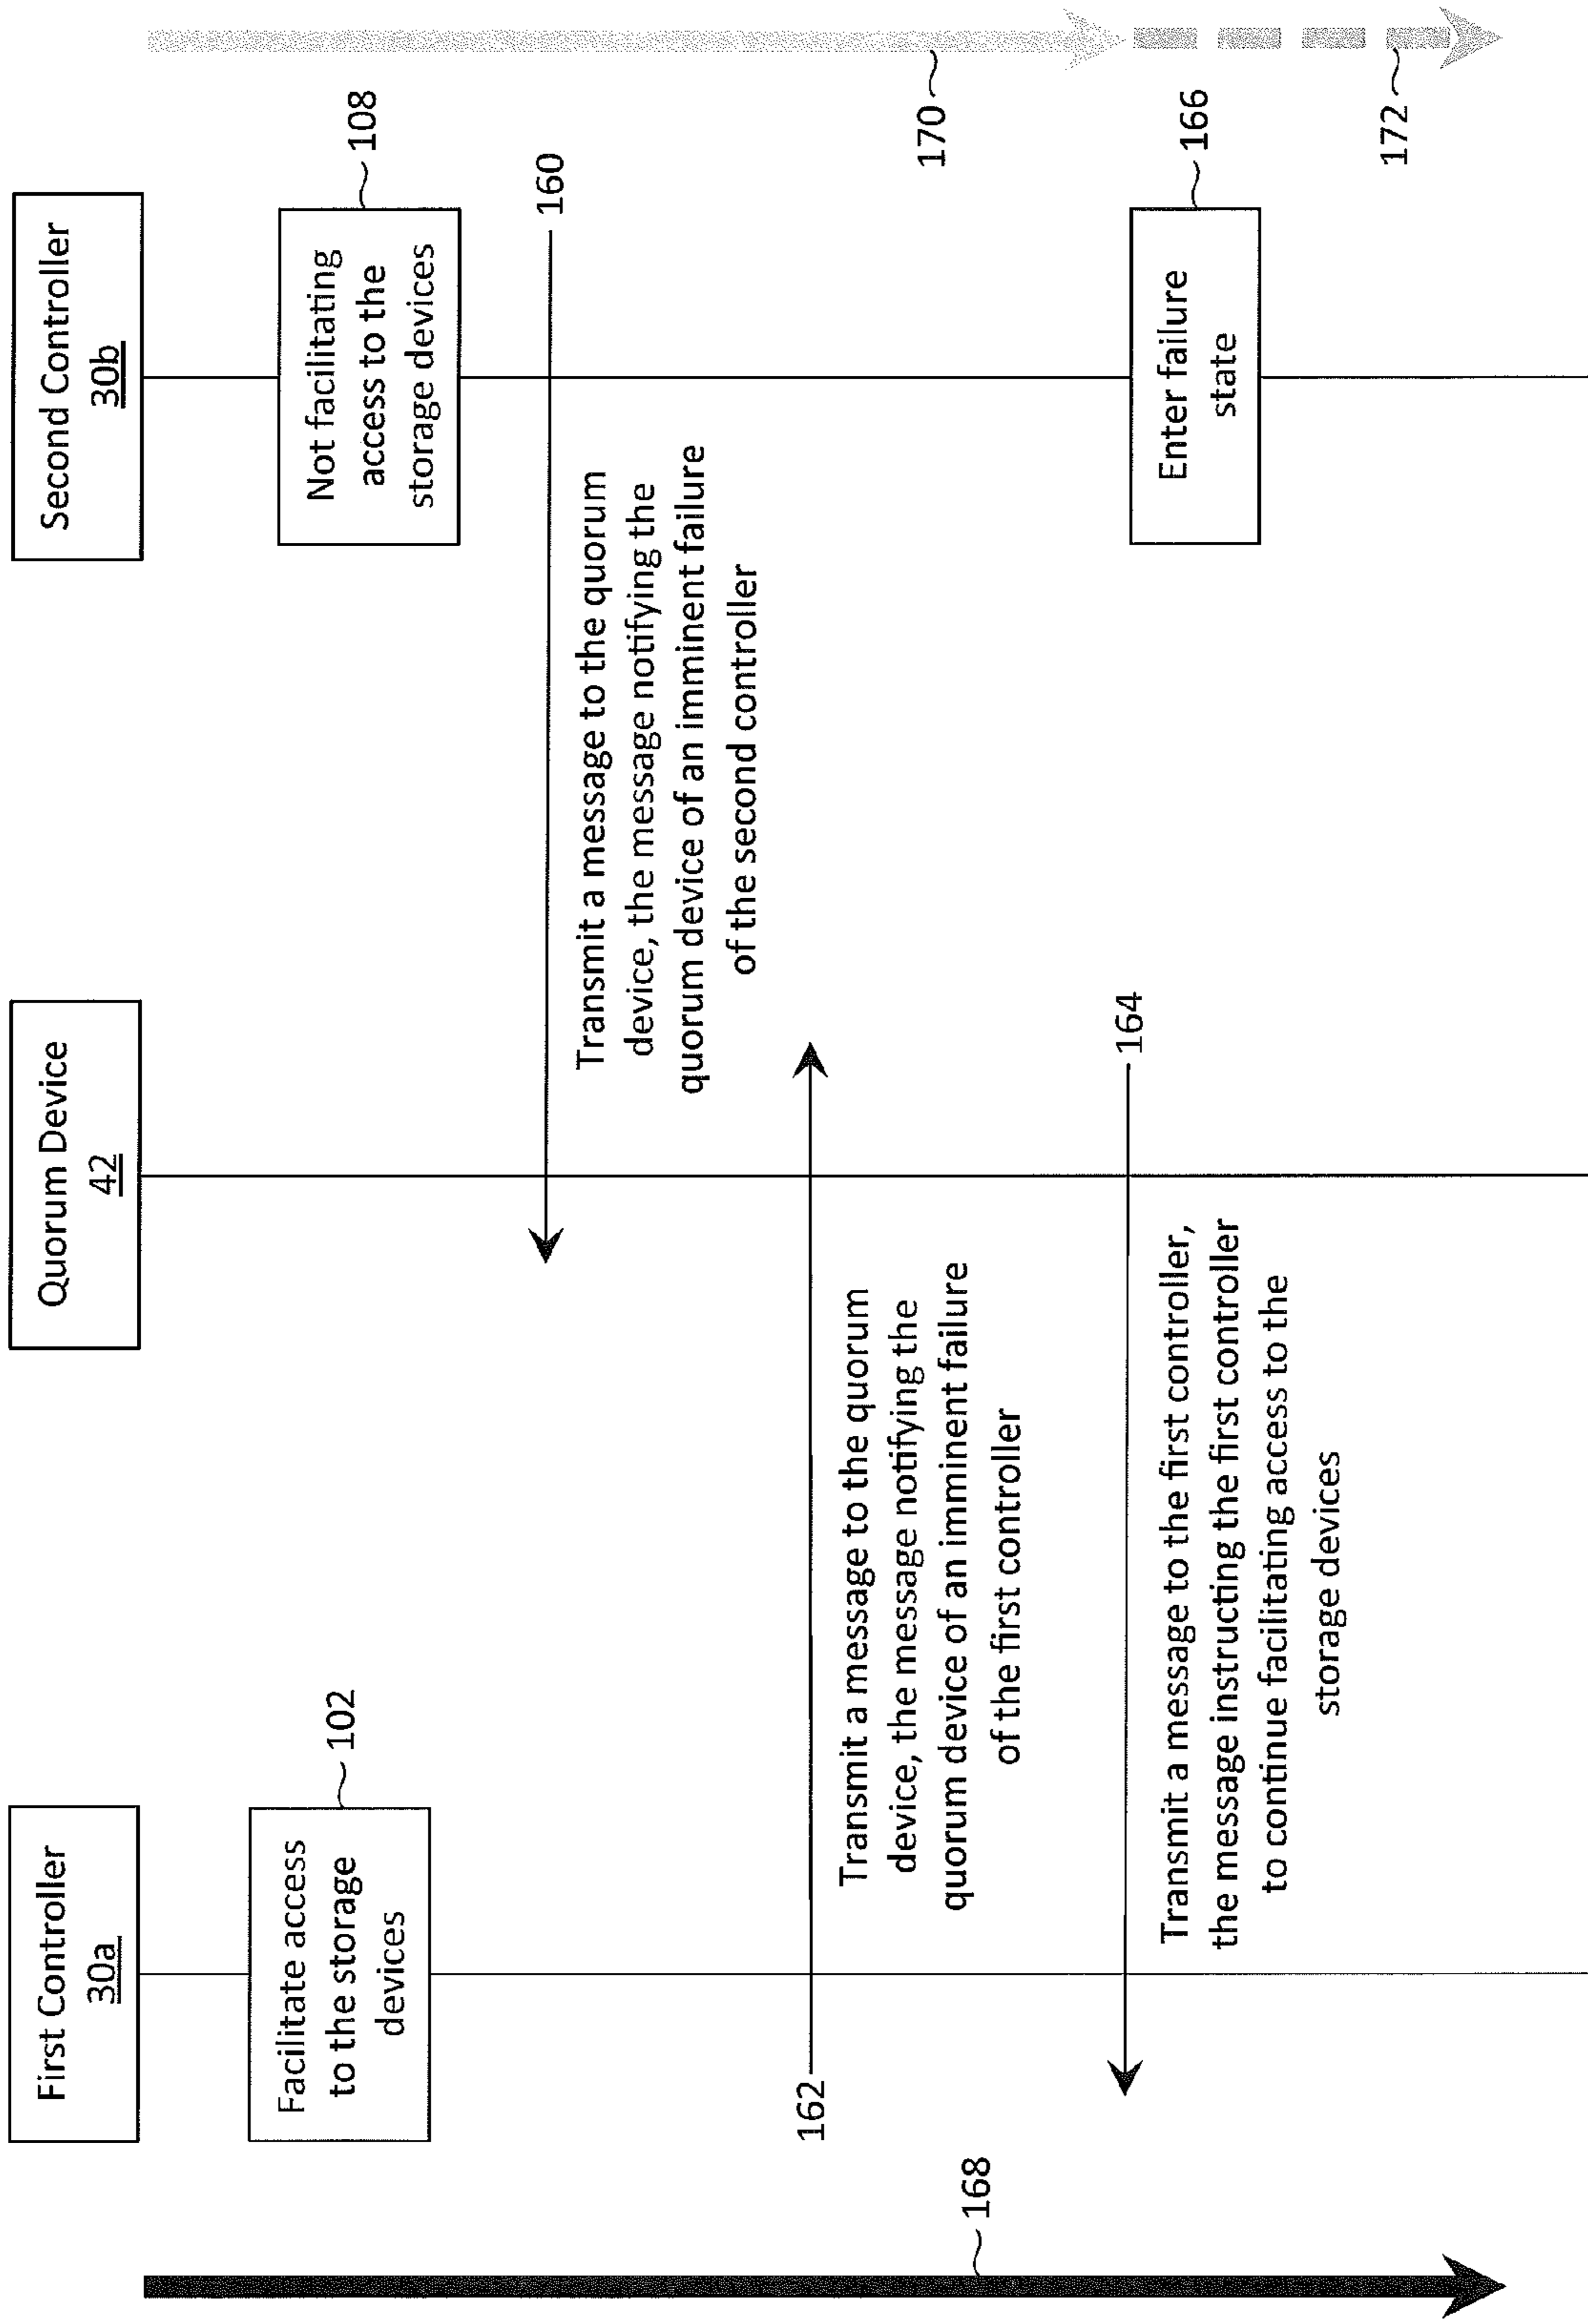 First Controller
30a
Quorum Device
42
Second Controller
30b
Facilitate access
to the storage
devices
102
Not facilitating
access to the
storage devices
108
160
Transmit a message to the quorum
device, the message notifying the
quorum device of an imminent failure
of the second controller
162
Transmit a message to the quorum
device, the message notifying the
quorum device of an imminent failure
of the first controller
164
Transmit a message to the first controller,
the message instructing the first controller
to continue facilitating access to the
storage devices
Enter failure
state
166
168
170
172